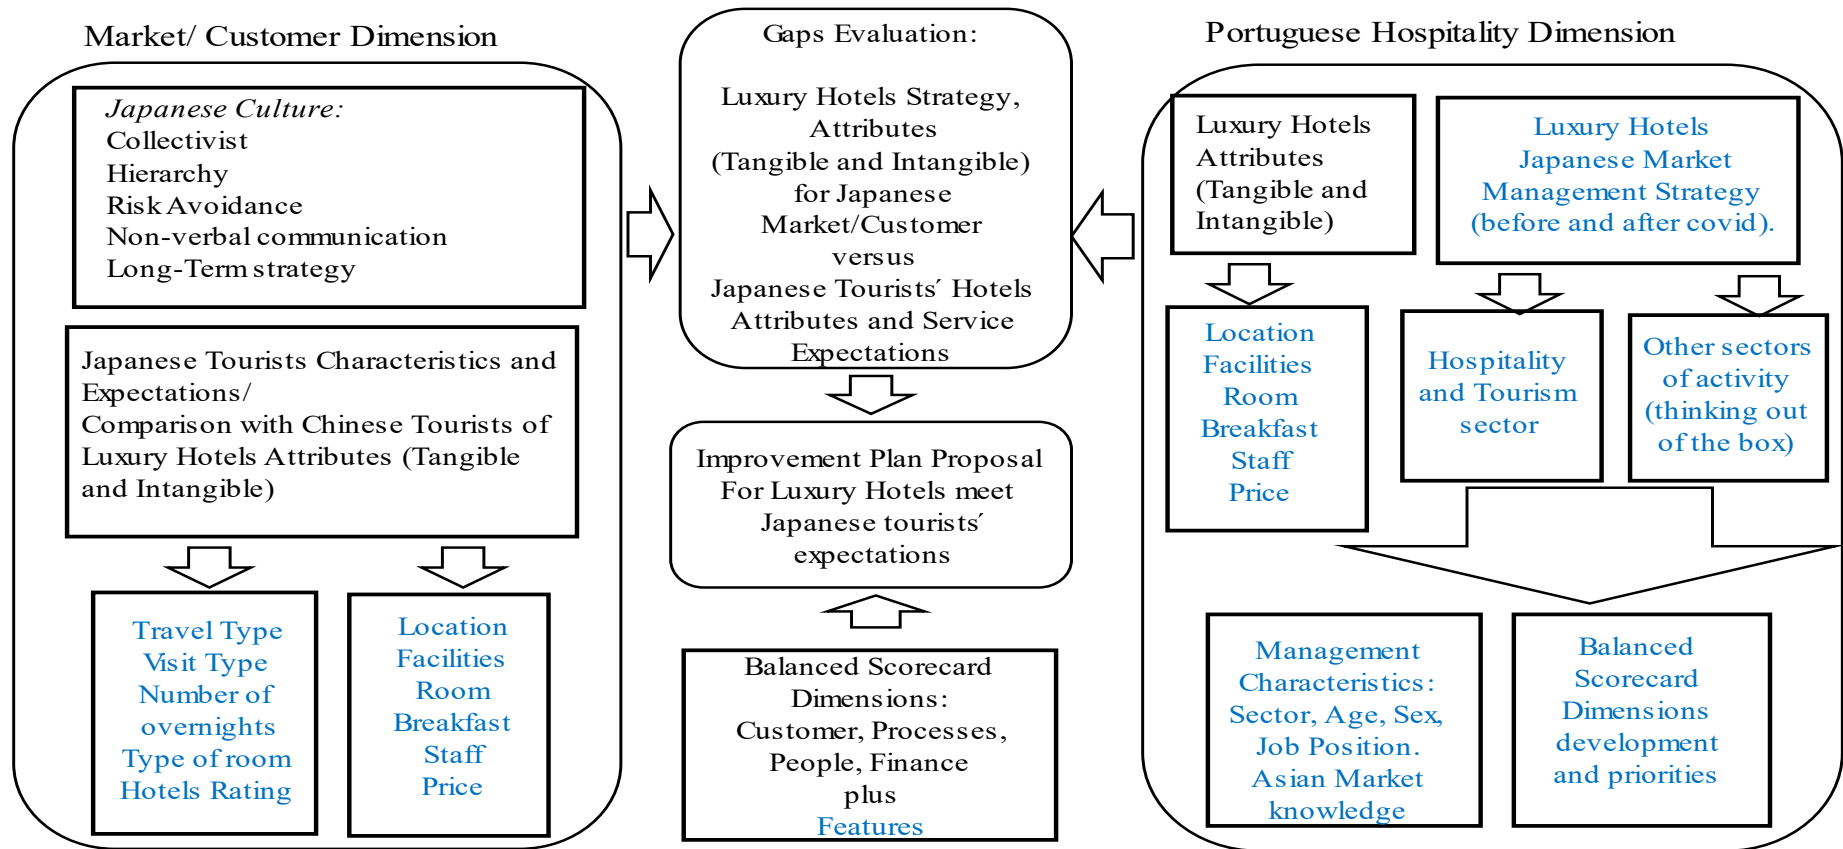 Market/ Customer Dimension
Japanese Culture:
Collectivist
Hierarchy
Risk Avoidance
Non-verbal communication
Long-Term strategy
Japanese Tourists Characteristics and
Expectations/
Comparison with Chinese Tourists of
Luxury Hotels Attributes (Tangible
and Intangible)
Travel Type
Visit Type
Number of
overnights
Type of room
Hotels Rating
Location
Facilities
Room
Breakfast
Staff
Price
Gaps Evaluation:
Luxury Hotels Strategy,
Attributes
(Tangible and Intangible)
for Japanese
Market/Customer
versus
Japanese Tourists´ Hotels
Attributes and Service
Expectations
Improvement Plan Proposal
For Luxury Hotels meet
Japanese tourists´
expectations
Balanced Scorecard
Dimensions:
Customer, Processes,
People, Finance
plus
Features
Portuguese Hospitality Dimension
Luxury Hotels
Attributes
(Tangible and
Intangible)
Luxury Hotels
Japanese Market
Management Strategy
(before and after covid).
Location
Facilities
Room
Breakfast
Staff
Price
Hospitality
and Tourism
sector
Other sectors
of activity
(thinking out
of the box)
Management
Characteristics:
Sector, Age, Sex,
Job Position.
Asian Market
knowledge
Balanced
Scorecard
Dimensions
development
and priorities